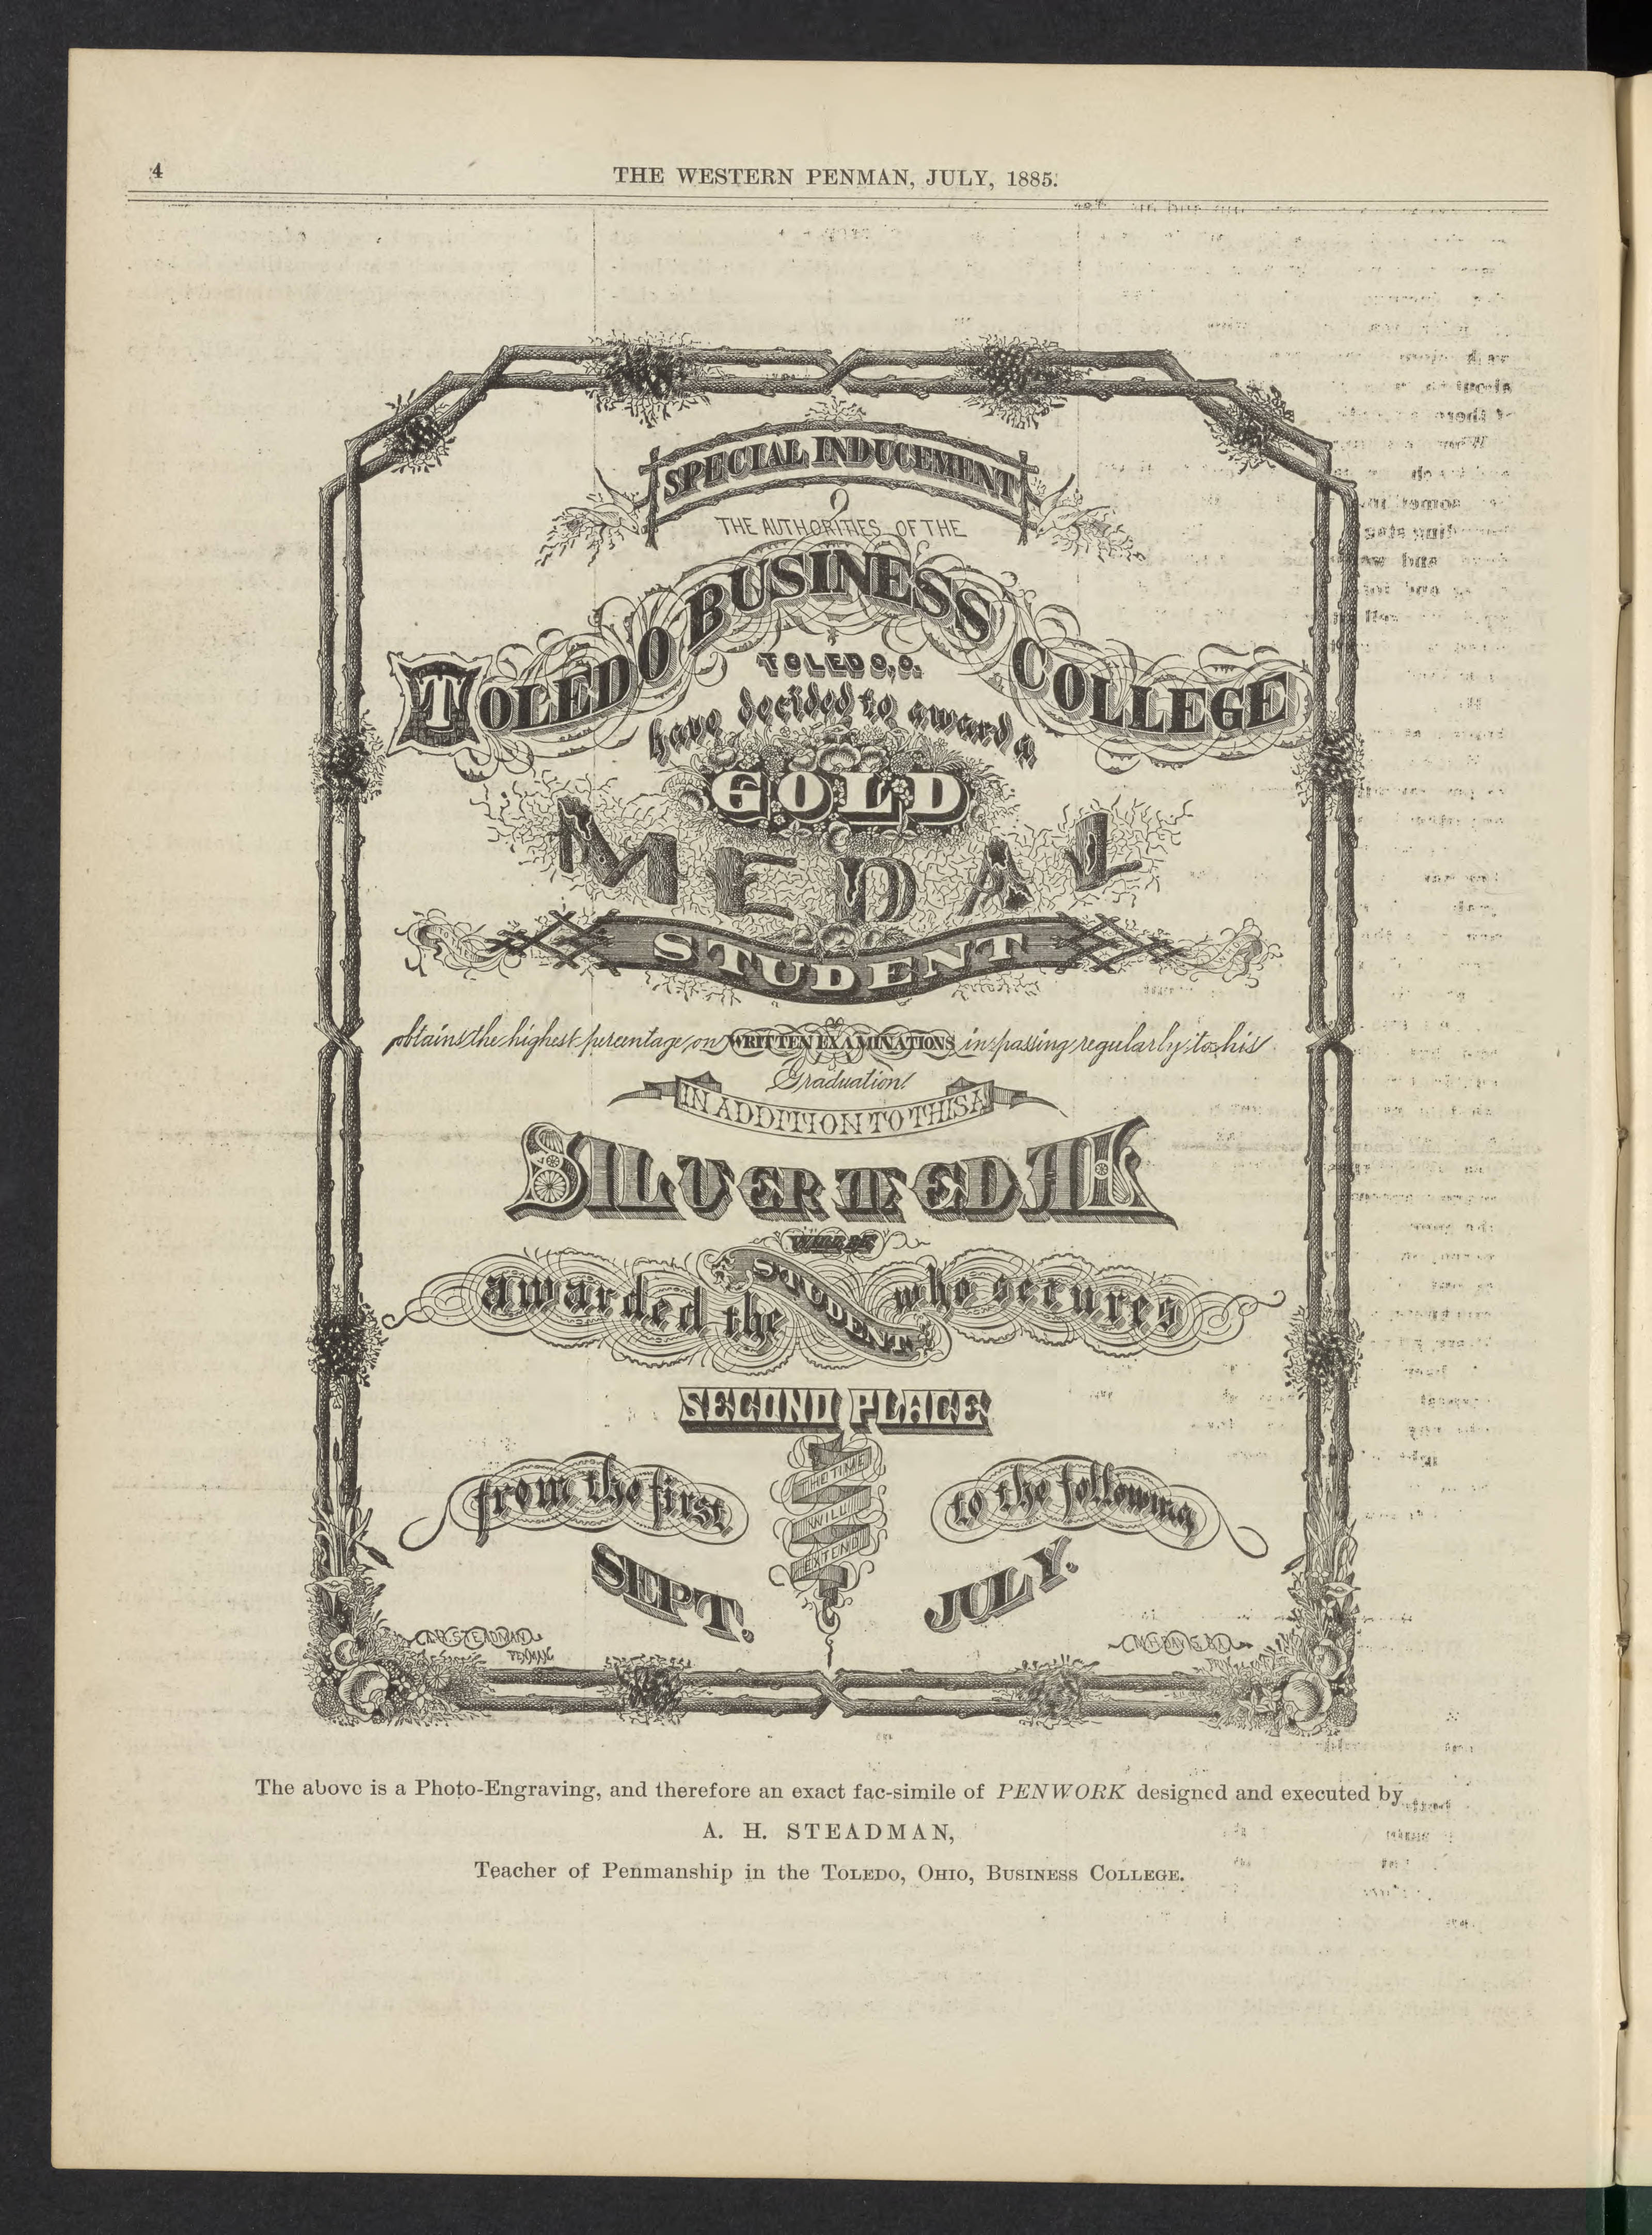 4
THE WESTERN PENMAN, JULY, 1885.
SPECIAL INDUCEMENT
THE AUTHORITIES OF THE
TOLEDO BUSINESS COLLEGE
TOLEDO, O.
have decided to award a
GOLD
MEDAL
STUDENT
obtains the highest percentage on WRITTEN EXAMINATIONS in passing regularly to his
Graduation
IN ADDITION TO THIS A
SILVER MEDAL
WILL BE
awarded the STUDENT who secures
SECOND PLACE
THE TIME
WILL
EXTEND
from the first
SEPT.
to the following
JULY.
STEADMAN
PENMAN
The above is a Photo-Engraving, and therefore an exact fac-simile of PENWORK designed and executed by
A. H. STEADMAN,
Teacher of Penmanship in the TOLEDO, OHIO, BUSINESS COLLEGE.